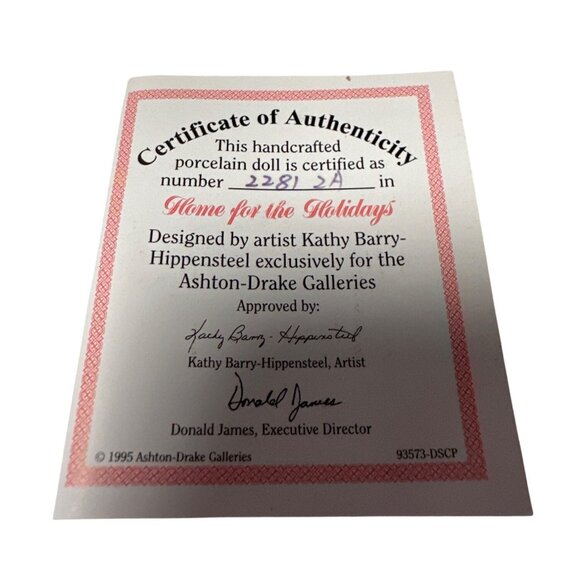 Certificate of Authenticity
This handcrafted
porcelain doll is certified as
number 2281 2A in
Home for the Holidays
Designed by artist Kathy Barry-
Hippensteel exclusively for the
Ashton-Drake Galleries
Approved by:
Kathy Barry-Hippensteel
Kathy Barry-Hippensteel, Artist
Donald James
Donald James, Executive Director
© 1995 Ashton-Drake Galleries 93573-DSCP